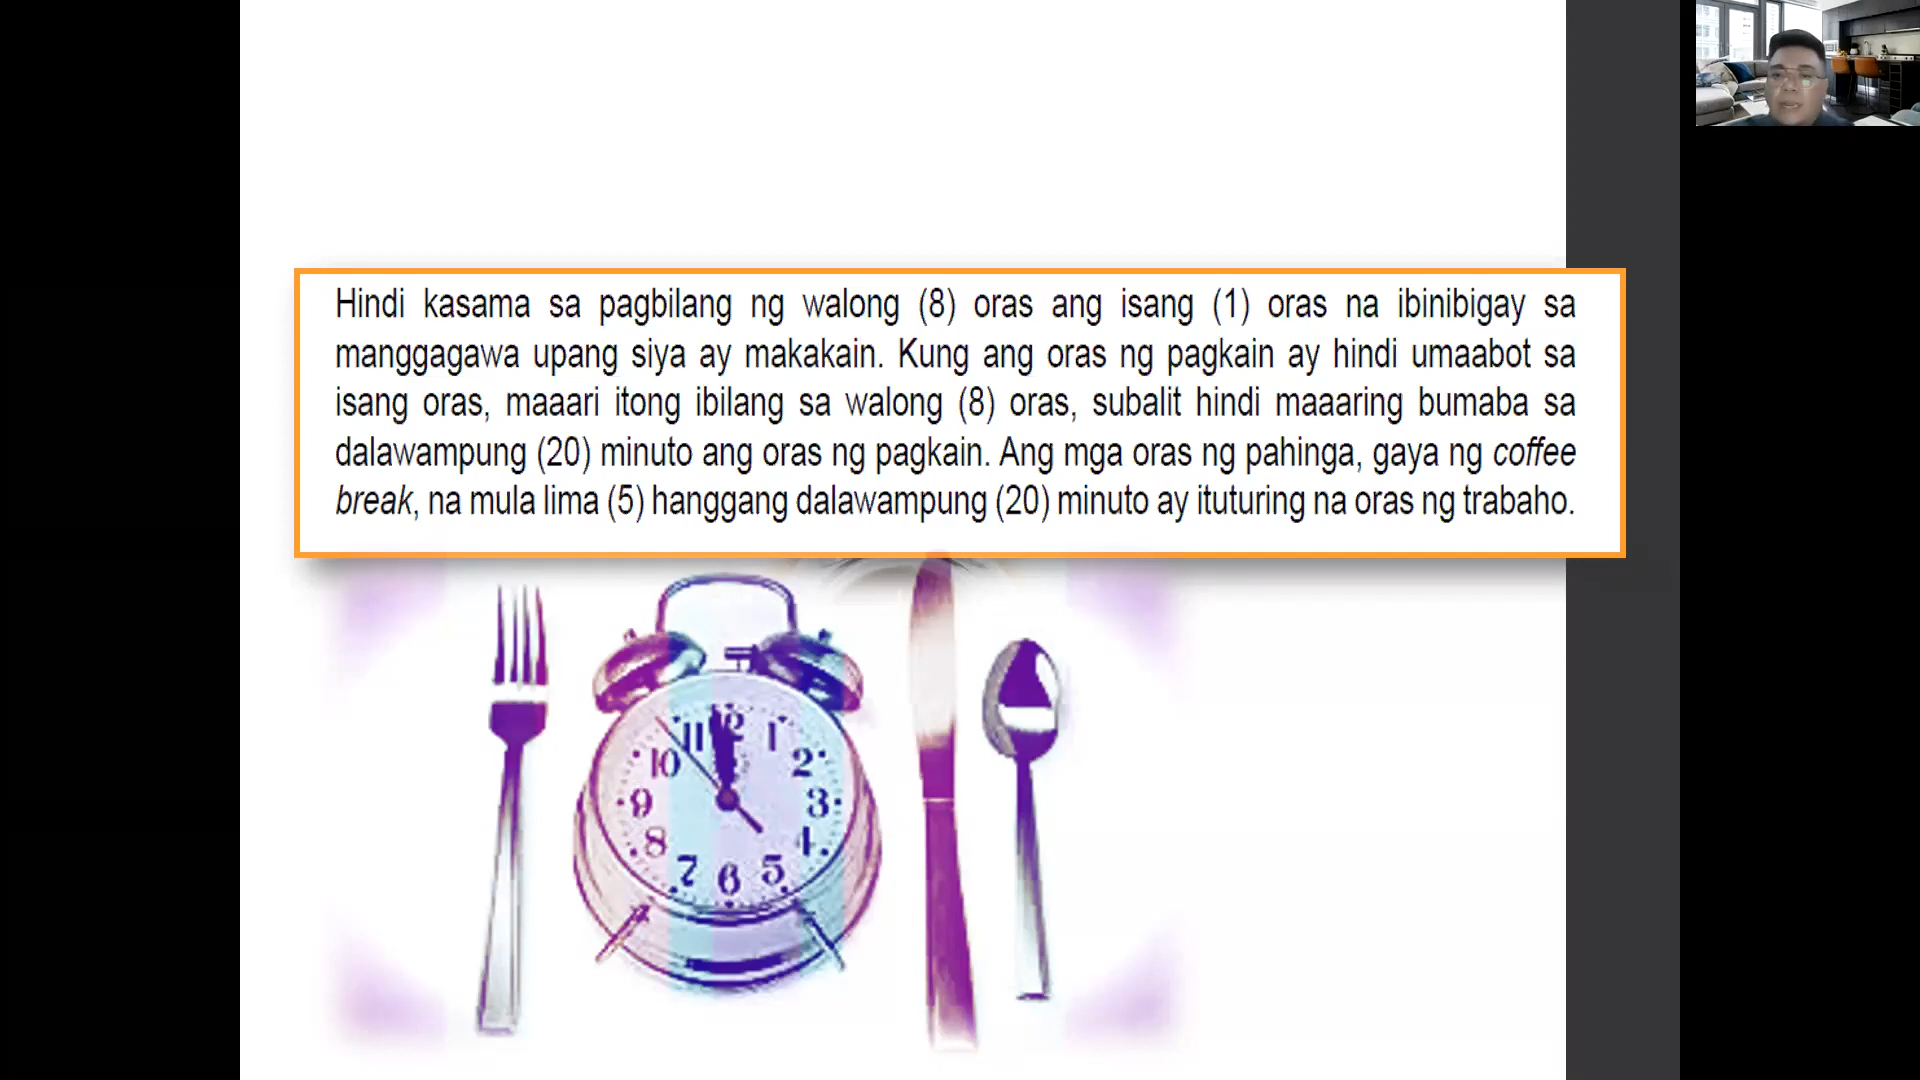 Hindi kasama sa pagbilang ng walong (8) oras ang isang (1) oras na ibinibigay sa
manggagawa upang siya ay makakain. Kung ang oras ng pagkain ay hindi umaabot sa
isang oras, maaari itong ibilang sa walong (8) oras, subalit hindi maaaring bumaba sa
dalawampung (20) minuto ang oras ng pagkain. Ang mga oras ng pahinga, gaya ng coffee
break, na mula lima (5) hanggang dalawampung (20) minuto ay ituturing na oras ng trabaho.
11 12 1
10 2
9 3
8 4
7 6 5